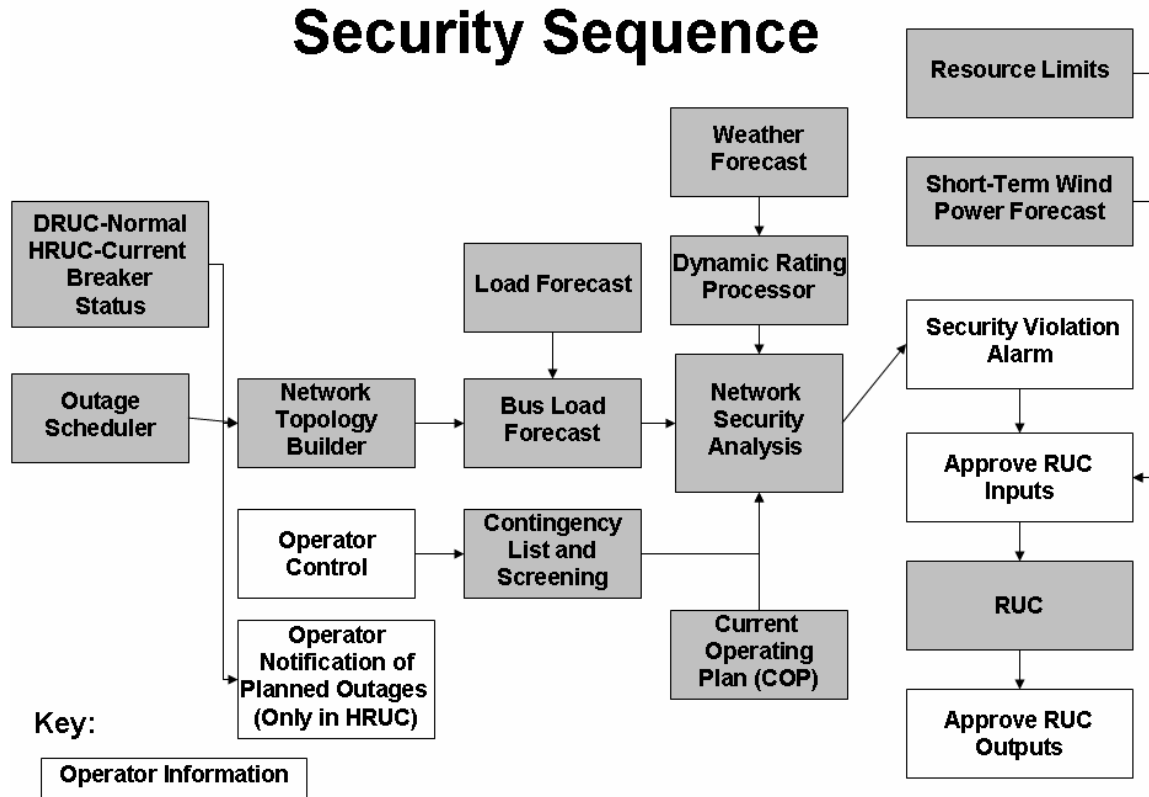 Security Sequence
Resource Limits
Weather
Forecast
Short-Term Wind
Power Forecast
DRUC-Normal
HRUC-Current
Breaker
Status
Load Forecast
Dynamic Rating
Processor
Security Violation
Alarm
Outage
Scheduler
Network
Topology
Builder
Bus Load
Forecast
Network
Security
Analysis
Approve RUC
Inputs
Operator
Control
Contingency
List and
Screening
RUC
Operator
Notification of
Planned Outages
(Only in HRUC)
Current
Operating
Plan (COP)
Approve RUC
Outputs
Key:
Operator Information